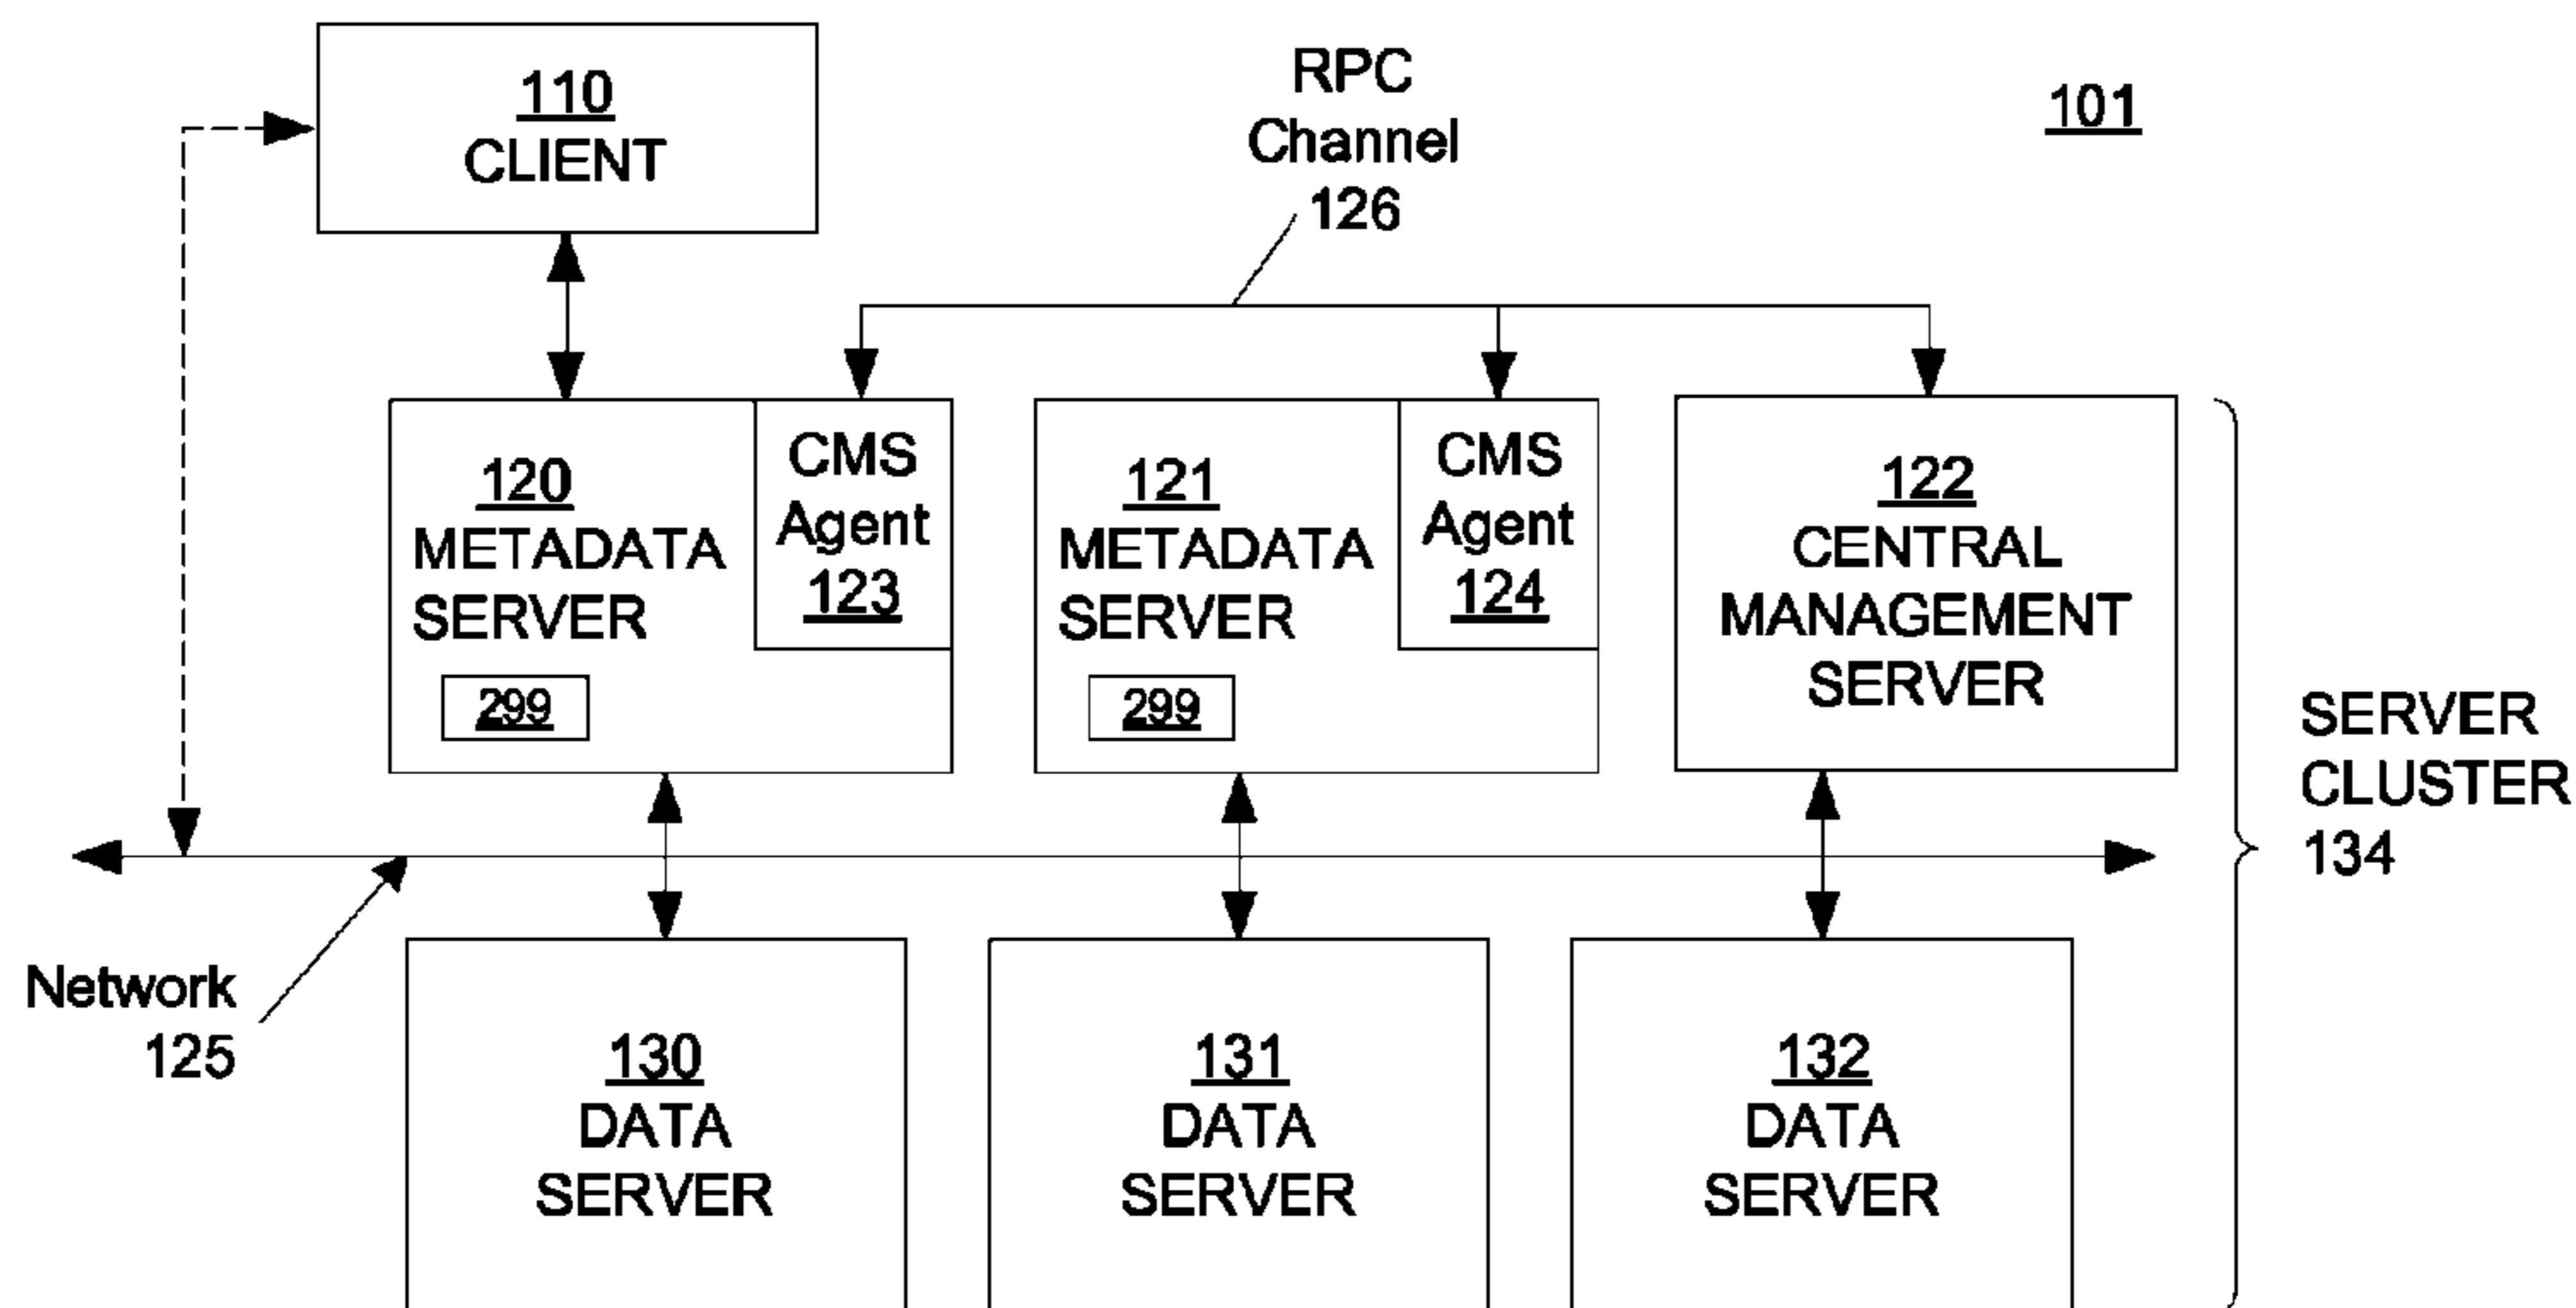 110
CLIENT
RPC
Channel
126
101
120
METADATA
SERVER
299
CMS
Agent
123
121
METADATA
SERVER
299
CMS
Agent
124
122
CENTRAL
MANAGEMENT
SERVER
SERVER
CLUSTER
134
Network
125
130
DATA
SERVER
131
DATA
SERVER
132
DATA
SERVER